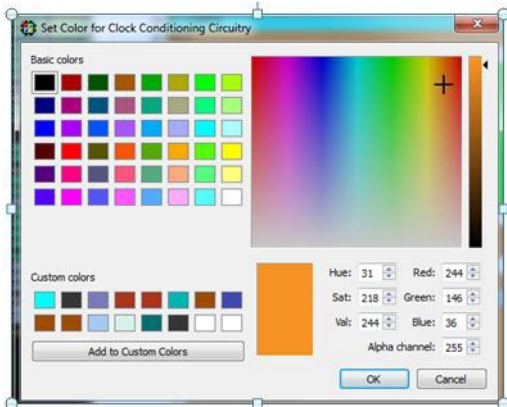 Set Color for Clock Conditioning Circuitry
Basic colors
Custom colors
Add to Custom Colors
Hue: 31 Red: 244
Sat: 218 Green: 146
Val: 244 Blue: 36
Alpha channel: 255
OK Cancel